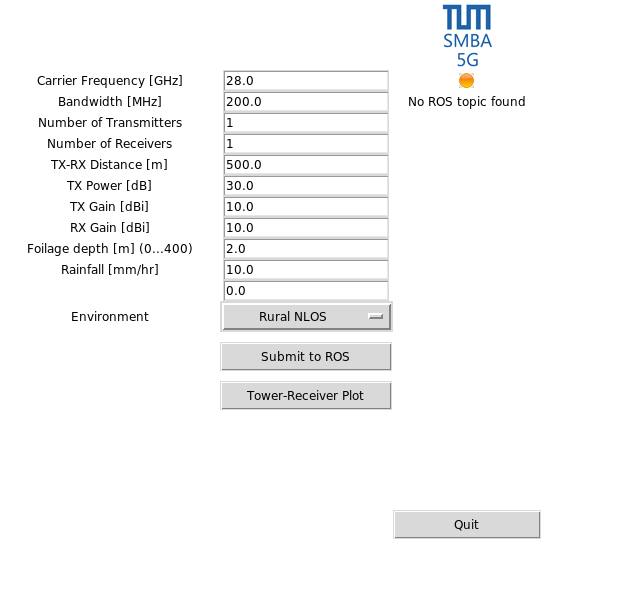 TUM
SMBA
5G
Carrier Frequency [GHz] 28.0
Bandwidth [MHz] 200.0 No ROS topic found
Number of Transmitters 1
Number of Receivers 1
TX-RX Distance [m] 500.0
TX Power [dB] 30.0
TX Gain [dBi] 10.0
RX Gain [dBi] 10.0
Foilage depth [m] (0...400) 2.0
Rainfall [mm/hr] 10.0
0.0
Environment Rural NLOS
Submit to ROS
Tower-Receiver Plot
Quit